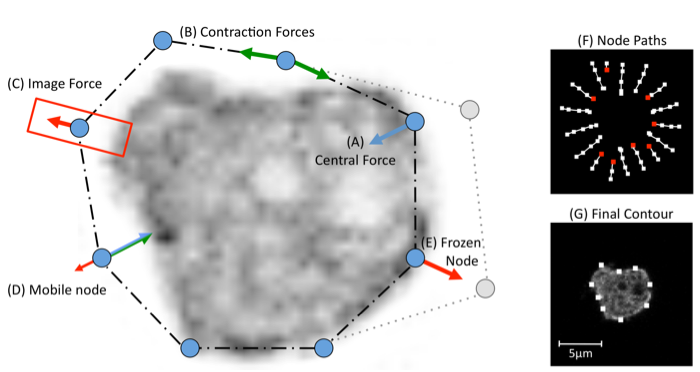 (B) Contraction Forces
(F) Node Paths
(C) Image Force
(A)
Central Force
(G) Final Contour
(E) Frozen
Node
(D) Mobile node
5μm